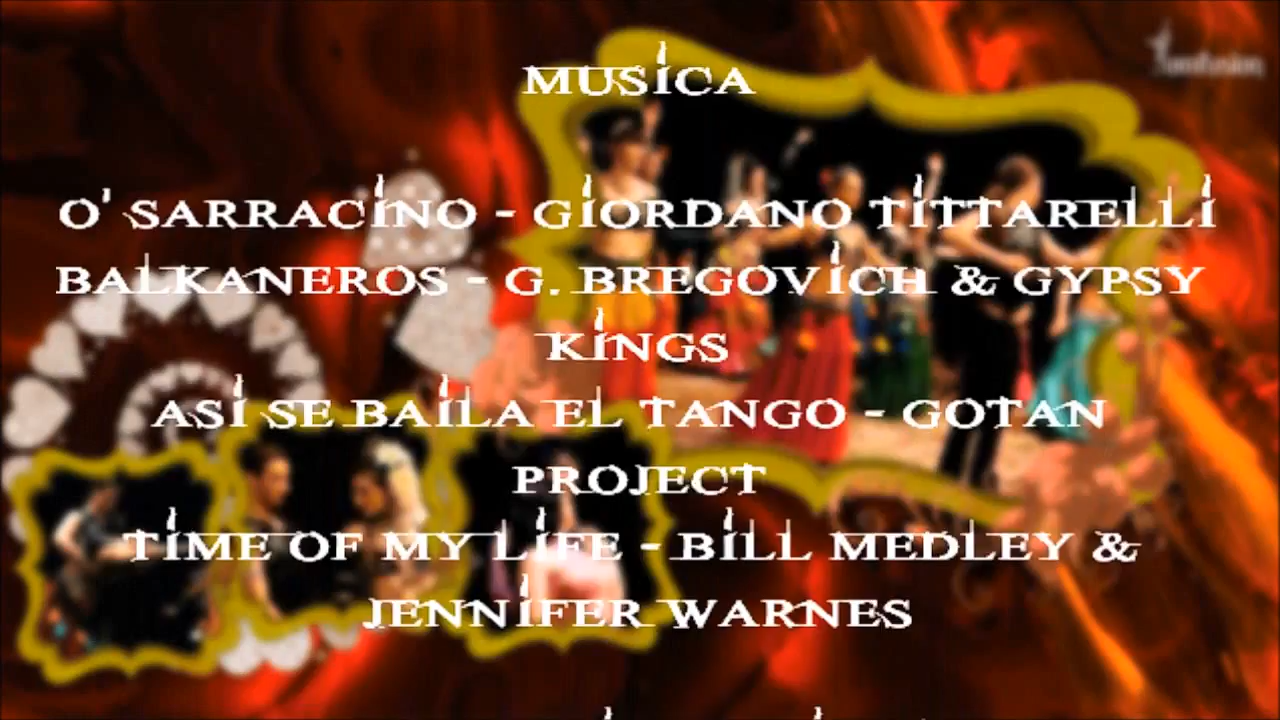 MUSICA
O' SARRACINO - GIORDANO TITTARELLI
BALKANEROS - G. BREGOVICH & GYPSY
KINGS
ASI SE BAILA EL TANGO - GOTAN
PROJECT
TIME OF MY LIFE - BILL MEDLEY &
JENNIFER WARNES